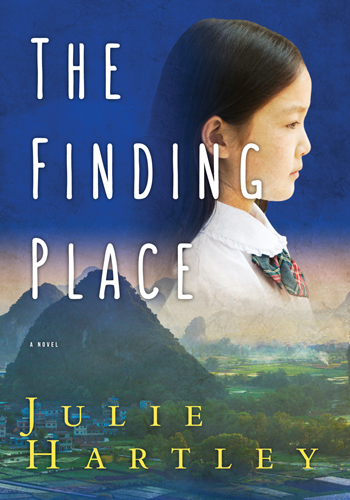 THE
FINDING
PLACE
A NOVEL
JULIE
HARTLEY